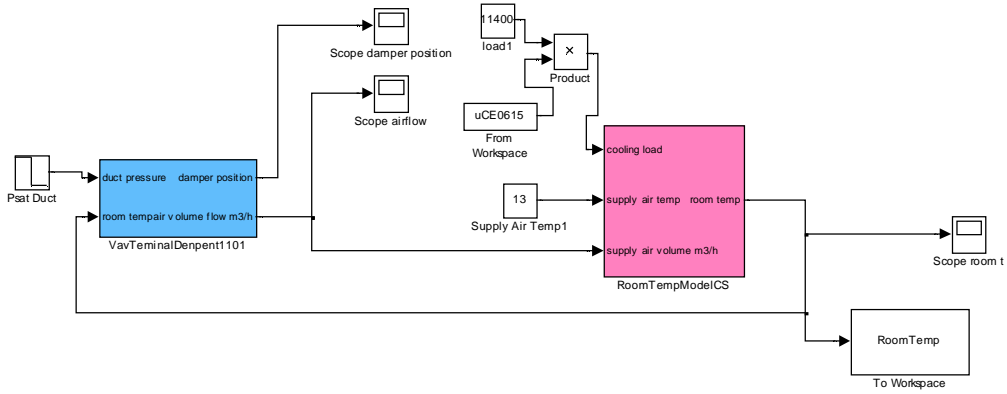 11400
load1
Scope damper position
×
Product
uCE0615
From
Workspace
Scope airflow
cooling load
duct pressure damper position
Psat Duct
13
supply air temp room temp
room tempair volume flow m3/h
Supply Air Temp1
VavTeminalDenpent1101
supply air volume m3/h
Scope room t
RoomTempModelCS
RoomTemp
To Workspace